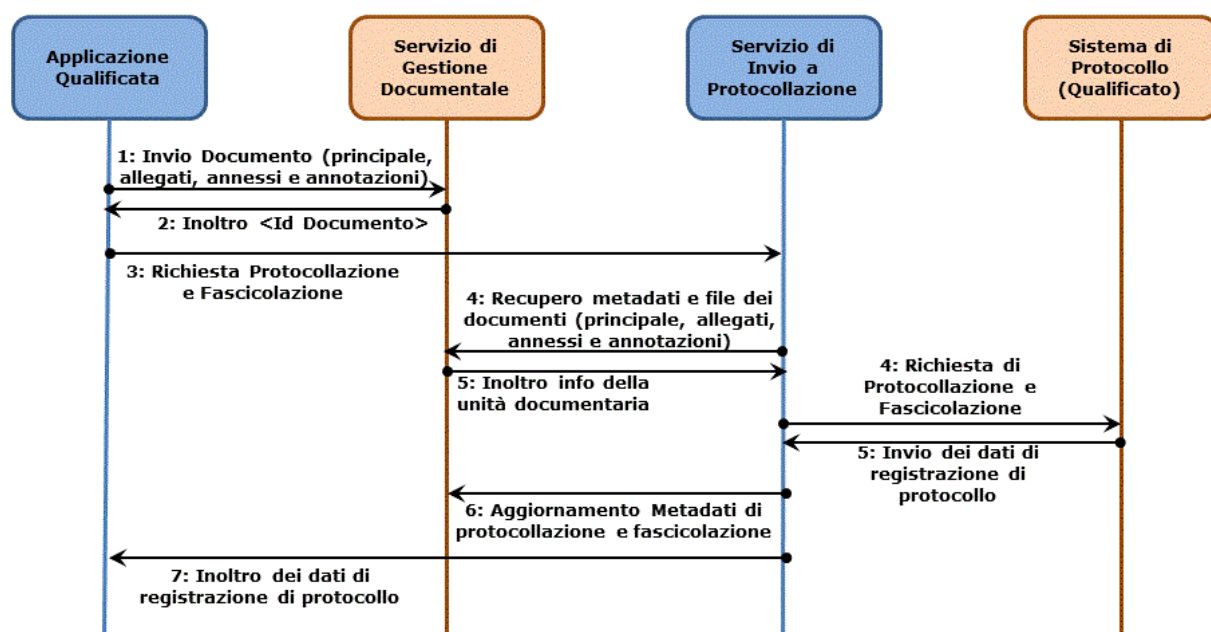 Applicazione
Qualificata
Servizio di
Gestione
Documentale
Servizio di
Invio a
Protocollazione
Sistema di
Protocollo
(Qualificato)
1: Invio Documento (principale,
allegati, annessi e annotazioni)
2: Inoltro <Id Documento>
3: Richiesta Protocollazione
e Fascicolazione
4: Recupero metadati e file dei
documenti (principale, allegati,
annessi e annotazioni)
5: Inoltro info della
unità documentaria
4: Richiesta di
Protocollazione e
Fascicolazione
5: Invio dei dati di
registrazione di
protocollo
6: Aggiornamento Metadati di
protocollazione e fascicolazione
7: Inoltro dei dati di
registrazione di protocollo